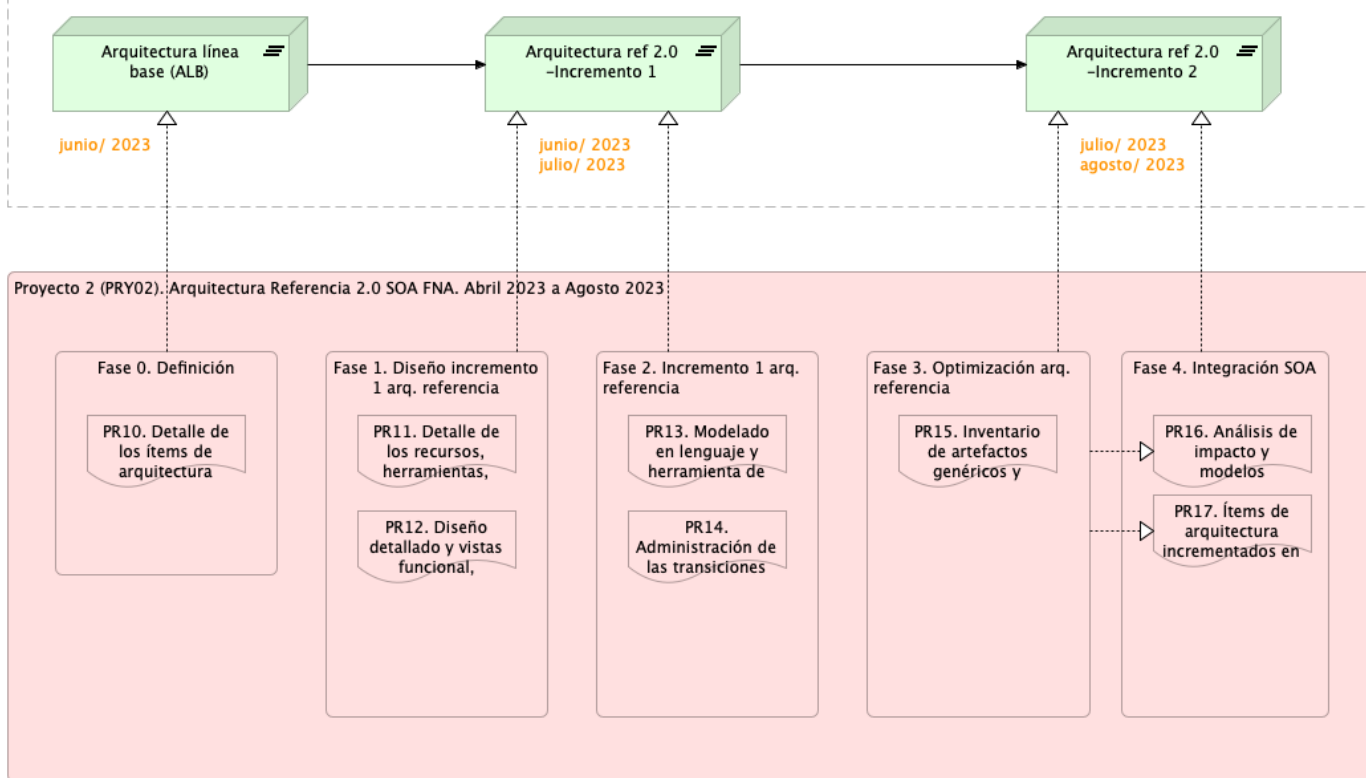 Arquitectura línea
base (ALB)
Arquitectura ref 2.0
-Incremento 1
Arquitectura ref 2.0
-Incremento 2
junio/ 2023
junio/ 2023
julio/ 2023
julio/ 2023
agosto/ 2023
Proyecto 2 (PRY02). Arquitectura Referencia 2.0 SOA FNA. Abril 2023 a Agosto 2023
Fase 0. Definición
PR10. Detalle de
los ítems de
arquitectura
Fase 1. Diseño incremento
1 arq. referencia
PR11. Detalle de
los recursos,
herramientas,
PR12. Diseño
detallado y vistas
funcional,
Fase 2. Incremento 1 arq.
referencia
PR13. Modelado
en lenguaje y
herramienta de
PR14.
Administración de
las transiciones
Fase 3. Optimización arq.
referencia
PR15. Inventario
de artefactos
genéricos y
Fase 4. Integración SOA
PR16. Análisis de
impacto y
modelos
PR17. Ítems de
arquitectura
incrementados en